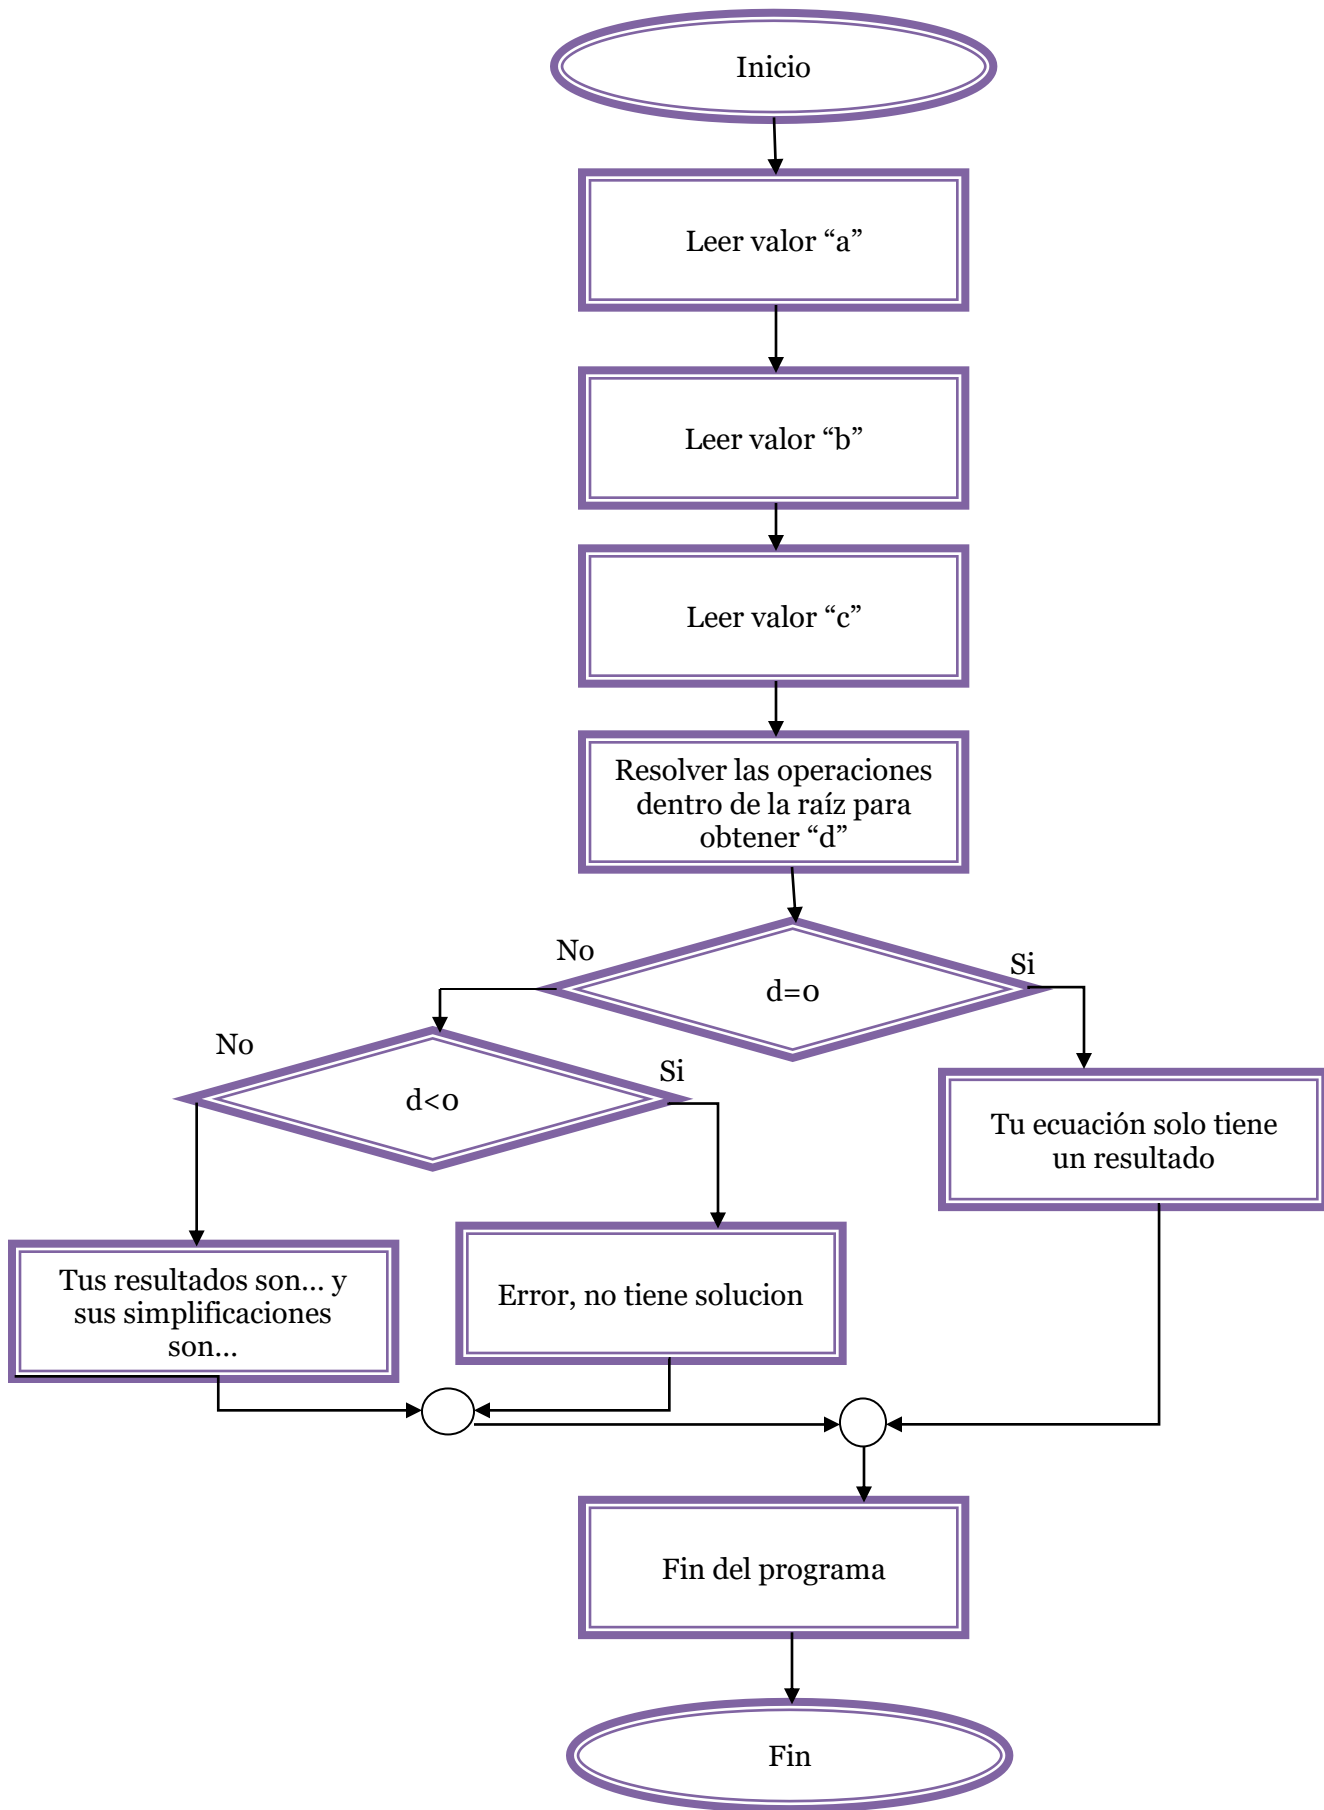 Inicio
Leer valor “a”
Leer valor “b”
Leer valor “c”
Resolver las operaciones
dentro de la raíz para
obtener “d”
No
Si
d=0
No
Si
d<0
Tu ecuación solo tiene
un resultado
Tus resultados son... y
sus simplificaciones
son...
Error, no tiene solucion
Fin del programa
Fin